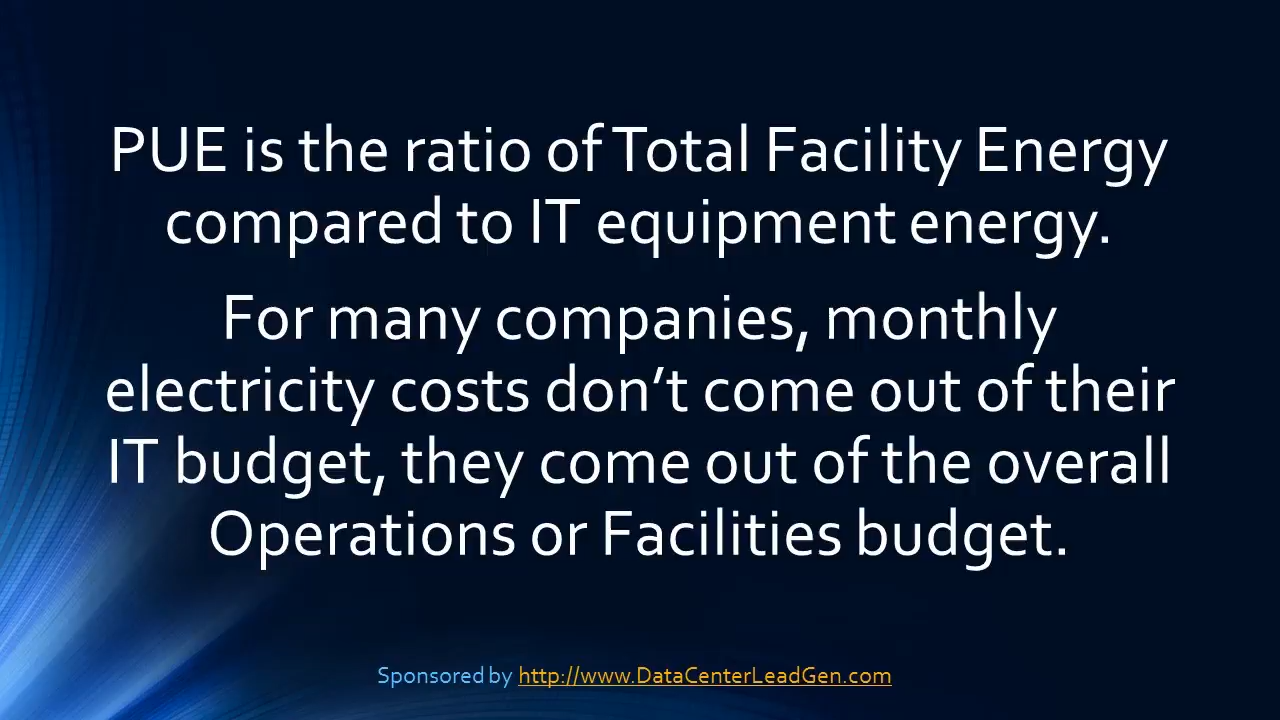 PUE is the ratio of Total Facility Energy
compared to IT equipment energy.
For many companies, monthly
electricity costs don’t come out of their
IT budget, they come out of the overall
Operations or Facilities budget.
Sponsored by http://www.DataCenterLeadGen.com